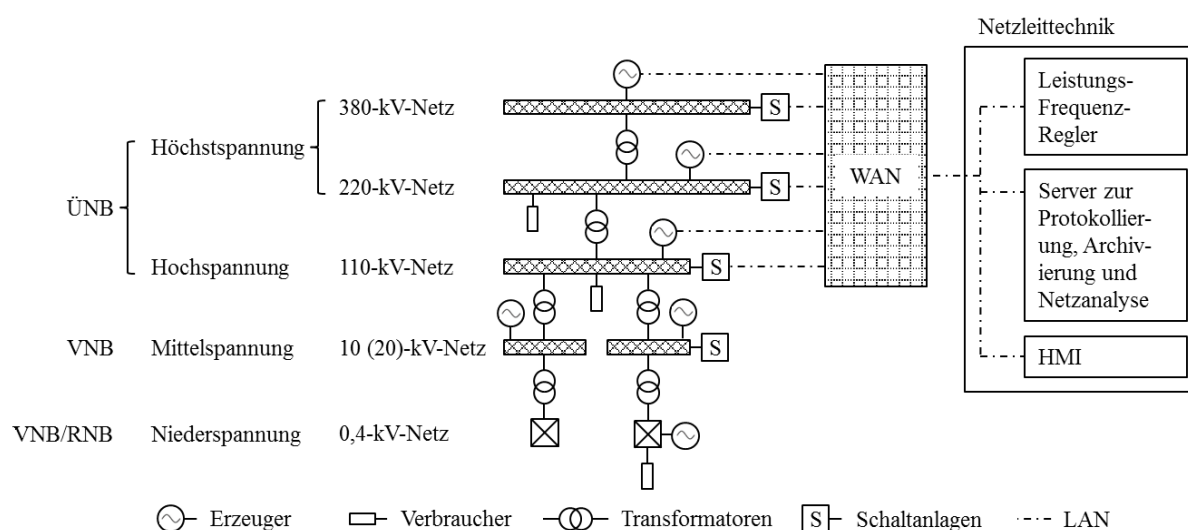 Netzleittechnik
Leistungs-
Frequenz-
Regler
380-kV-Netz
S
Höchstspannung
WAN
220-kV-Netz
S
Server zur
Protokollier-
ung, Archiv-
ierung und
Netzanalyse
ÜNB
Hochspannung
110-kV-Netz
S
VNB
Mittelspannung
10 (20)-kV-Netz
S
HMI
VNB/RNB
Niederspannung
0,4-kV-Netz
Erzeuger
Verbraucher
Transformatoren
S
Schaltanlagen
LAN